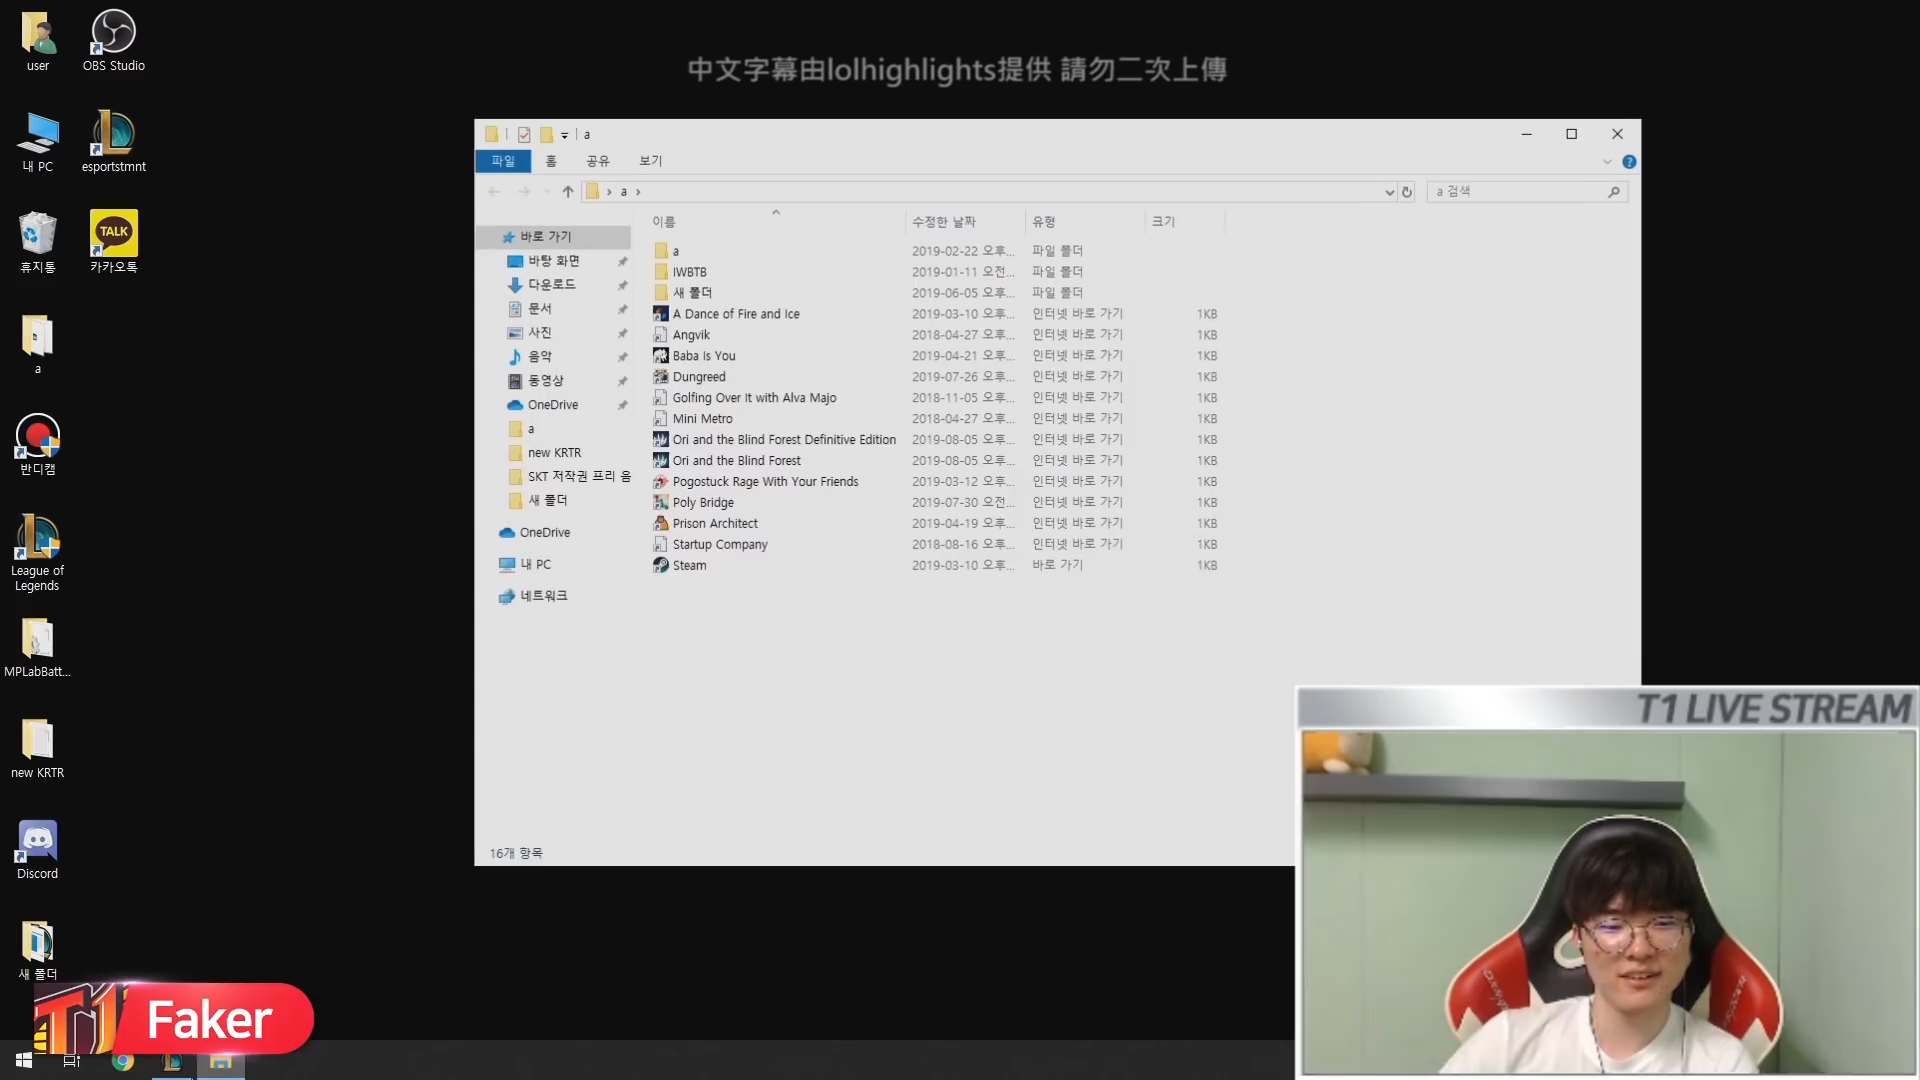 user
OBS Studio
내 PC
esportstmnt
휴지통
TALK
카카오톡
a
반디캠
League of
Legends
MPLabBatt...
new KRTR
Discord
새 폴더
中文字幕由lolhighlights提供 請勿二次上傳
a
파일 홈 공유 보기
a
a 검색
이름 수정한 날짜 유형 크기
바로 가기
바탕 화면
다운로드
문서
사진
음악
동영상
OneDrive
a
new KRTR
SKT 저작권 프리 음
새 폴더
OneDrive
내 PC
네트워크
a 2019-02-22 오후... 파일 폴더
IWBTB 2019-01-11 오전... 파일 폴더
새 폴더 2019-06-05 오후... 파일 폴더
A Dance of Fire and Ice 2019-03-10 오후... 인터넷 바로 가기 1KB
Angvik 2018-04-27 오후... 인터넷 바로 가기 1KB
Baba Is You 2019-04-21 오후... 인터넷 바로 가기 1KB
Dungreed 2019-07-26 오후... 인터넷 바로 가기 1KB
Golfing Over It with Alva Majo 2018-11-05 오후... 인터넷 바로 가기 1KB
Mini Metro 2018-04-27 오후... 인터넷 바로 가기 1KB
Ori and the Blind Forest Definitive Edition 2019-08-05 오후... 인터넷 바로 가기 1KB
Ori and the Blind Forest 2019-08-05 오후... 인터넷 바로 가기 1KB
Pogostuck Rage With Your Friends 2019-03-12 오후... 인터넷 바로 가기 1KB
Poly Bridge 2019-07-30 오전... 인터넷 바로 가기 1KB
Prison Architect 2019-04-19 오후... 인터넷 바로 가기 1KB
Startup Company 2018-08-16 오후... 인터넷 바로 가기 1KB
Steam 2019-03-10 오후... 바로 가기 1KB
16개 항목
T1 LIVE STREAM
T1 Faker